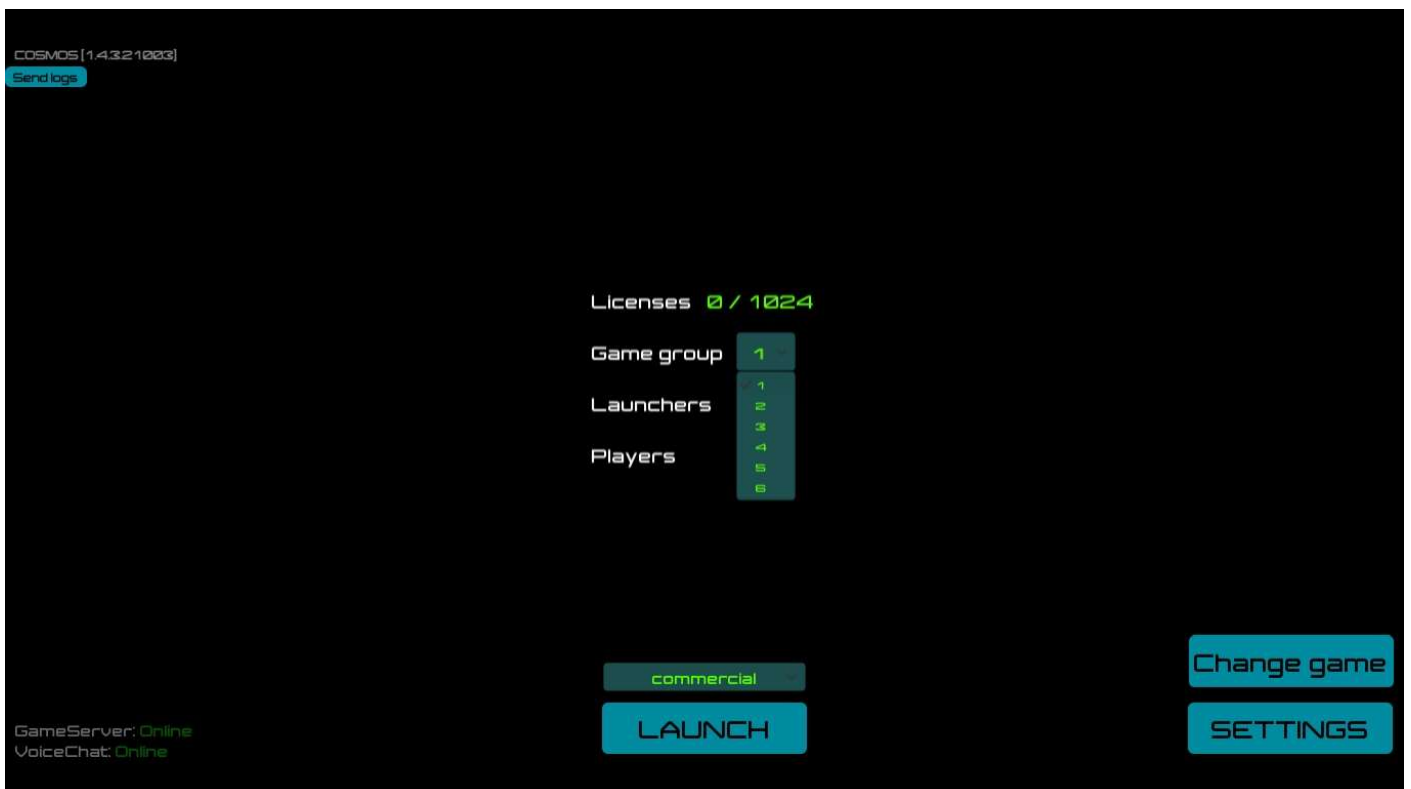 COSMOS [1.4.3.21003]
Send logs
Licenses 0 / 1024
Game group 1
1
Launchers
2
3
Players
4
5
6
commercial
LAUNCH
Change game
SETTINGS
GameServer: Online
VoiceChat: Online